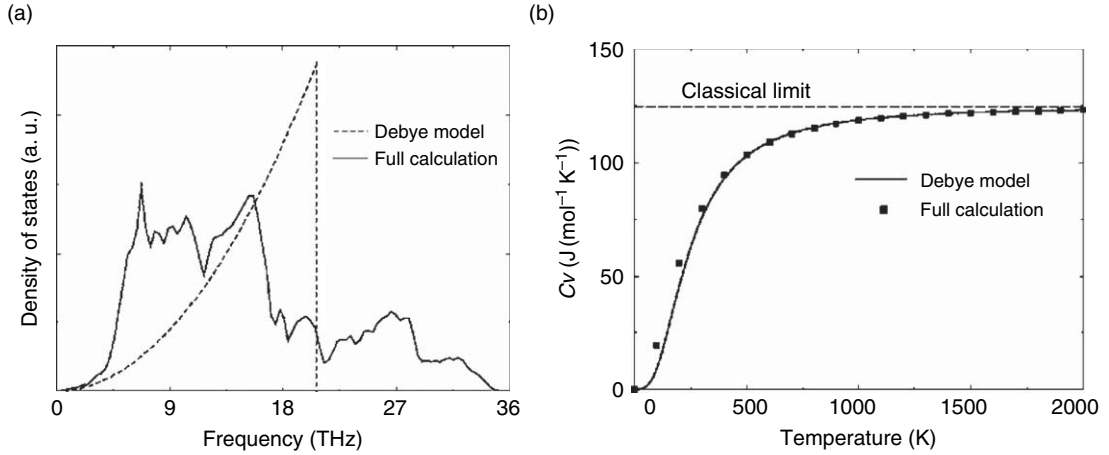 (a)
Density of states (a. u.)
Debye model
Full calculation
0 9 18 27 36
Frequency (THz)
(b)
150
100
50
0
Cv (J (mol⁻¹ K⁻¹))
Classical limit
Debye model
Full calculation
0 500 1000 1500 2000
Temperature (K)